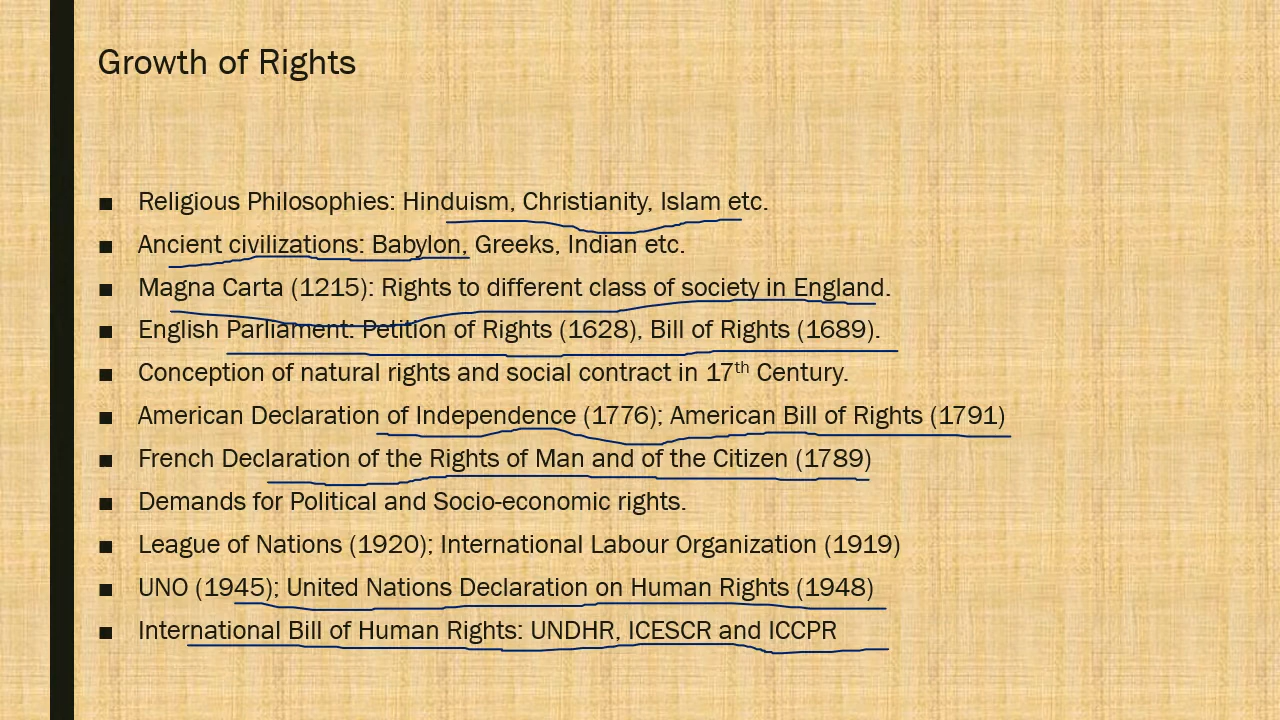 Growth of Rights
■ Religious Philosophies: Hinduism, Christianity, Islam etc.
■ Ancient civilizations: Babylon, Greeks, Indian etc.
■ Magna Carta (1215): Rights to different class of society in England.
■ English Parliament: Petition of Rights (1628), Bill of Rights (1689).
■ Conception of natural rights and social contract in 17th Century.
■ American Declaration of Independence (1776); American Bill of Rights (1791)
■ French Declaration of the Rights of Man and of the Citizen (1789)
■ Demands for Political and Socio-economic rights.
■ League of Nations (1920); International Labour Organization (1919)
■ UNO (1945); United Nations Declaration on Human Rights (1948)
■ International Bill of Human Rights: UNDHR, ICESCR and ICCPR